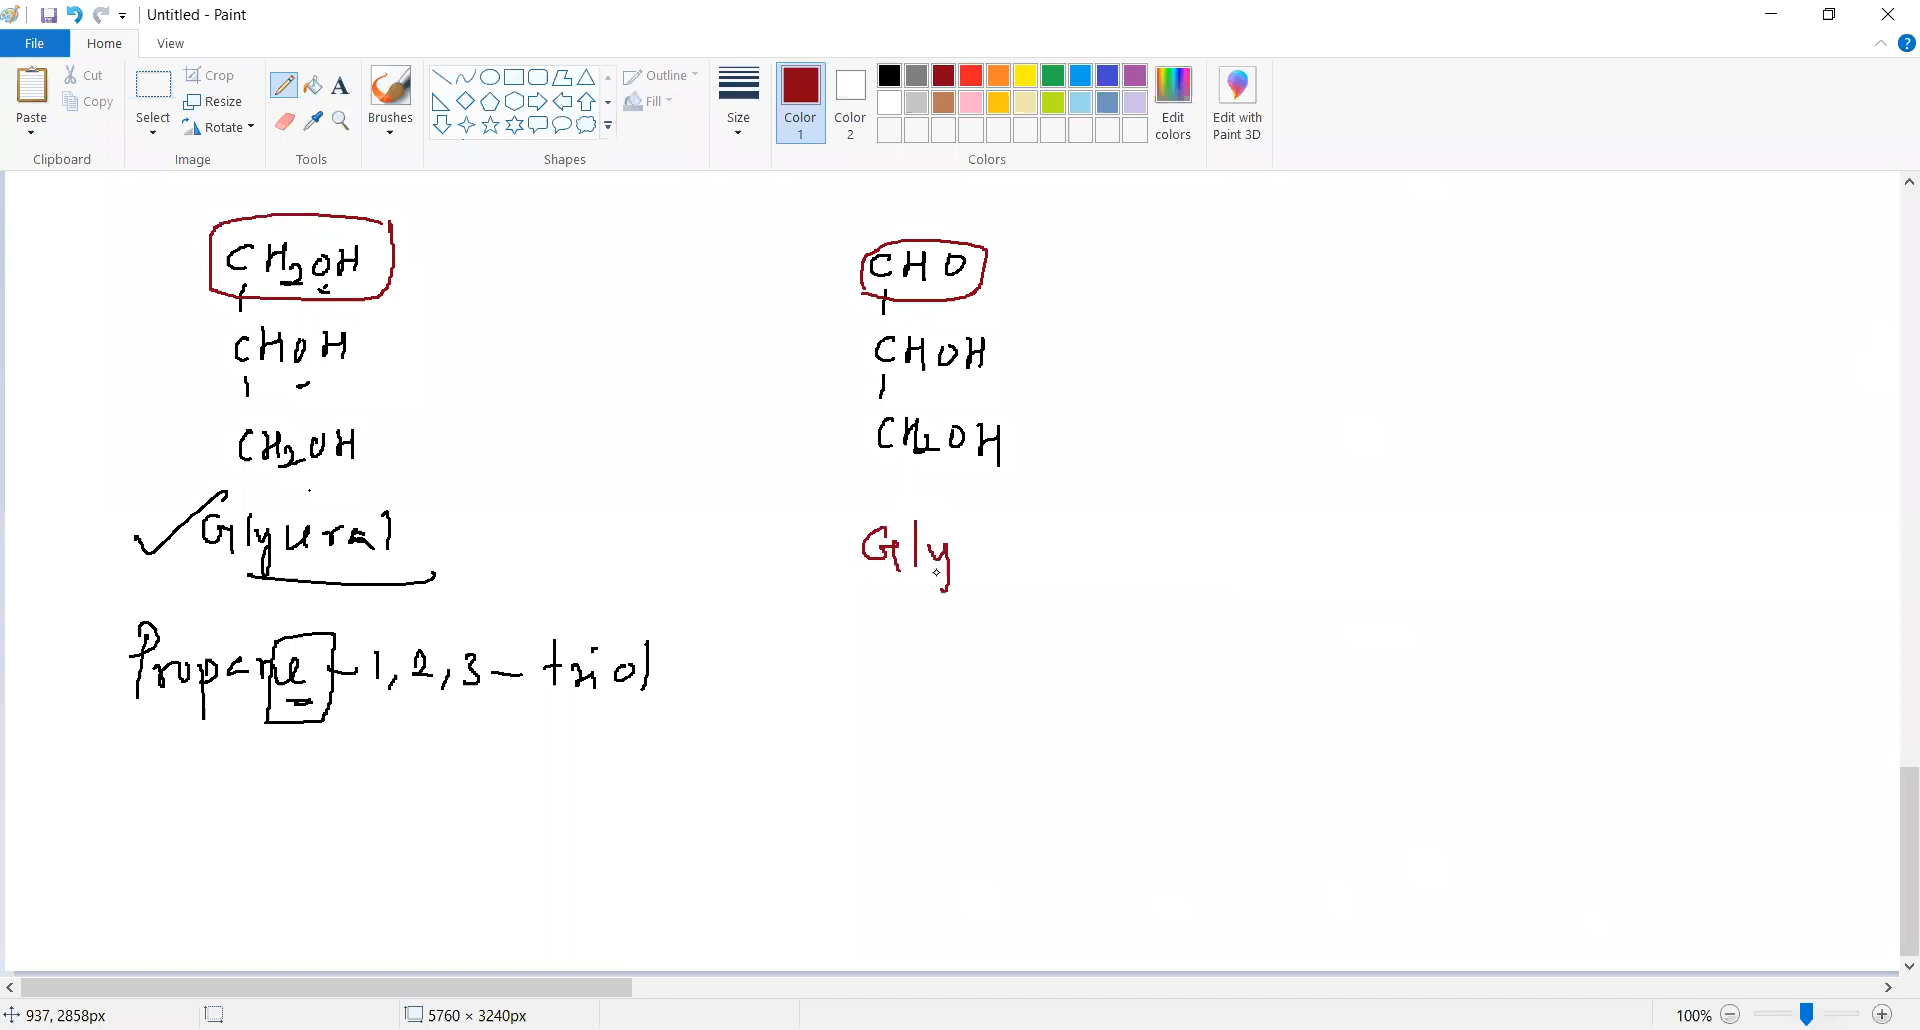 Untitled - Paint
File Home View
Paste
Cut
Copy
Clipboard
Select
Crop
Resize
Rotate
Image
Tools
Brushes
Shapes
Outline
Fill
Size
Color 1
Color 2
Edit colors
Edit with Paint 3D
Colors
CH2OH
CHOH
CH2OH
Glyceral
Propane - 1, 2, 3 - triol
CHO
CHOH
CH2OH
Gly
937, 2858px
5760 × 3240px
100%